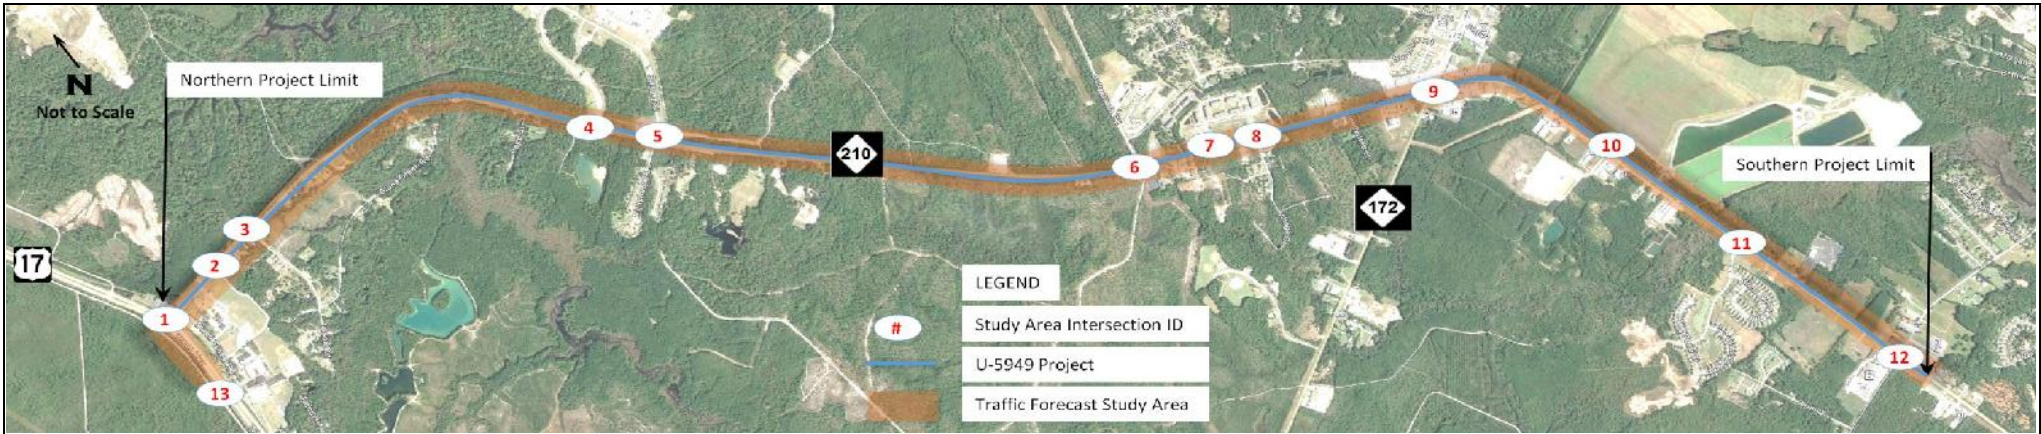 N
Not to Scale
Northern Project Limit
17
1
2
3
4
5
210
6
7
8
9
172
10
11
12
13
Southern Project Limit
LEGEND
#
Study Area Intersection ID
U-5949 Project
Traffic Forecast Study Area